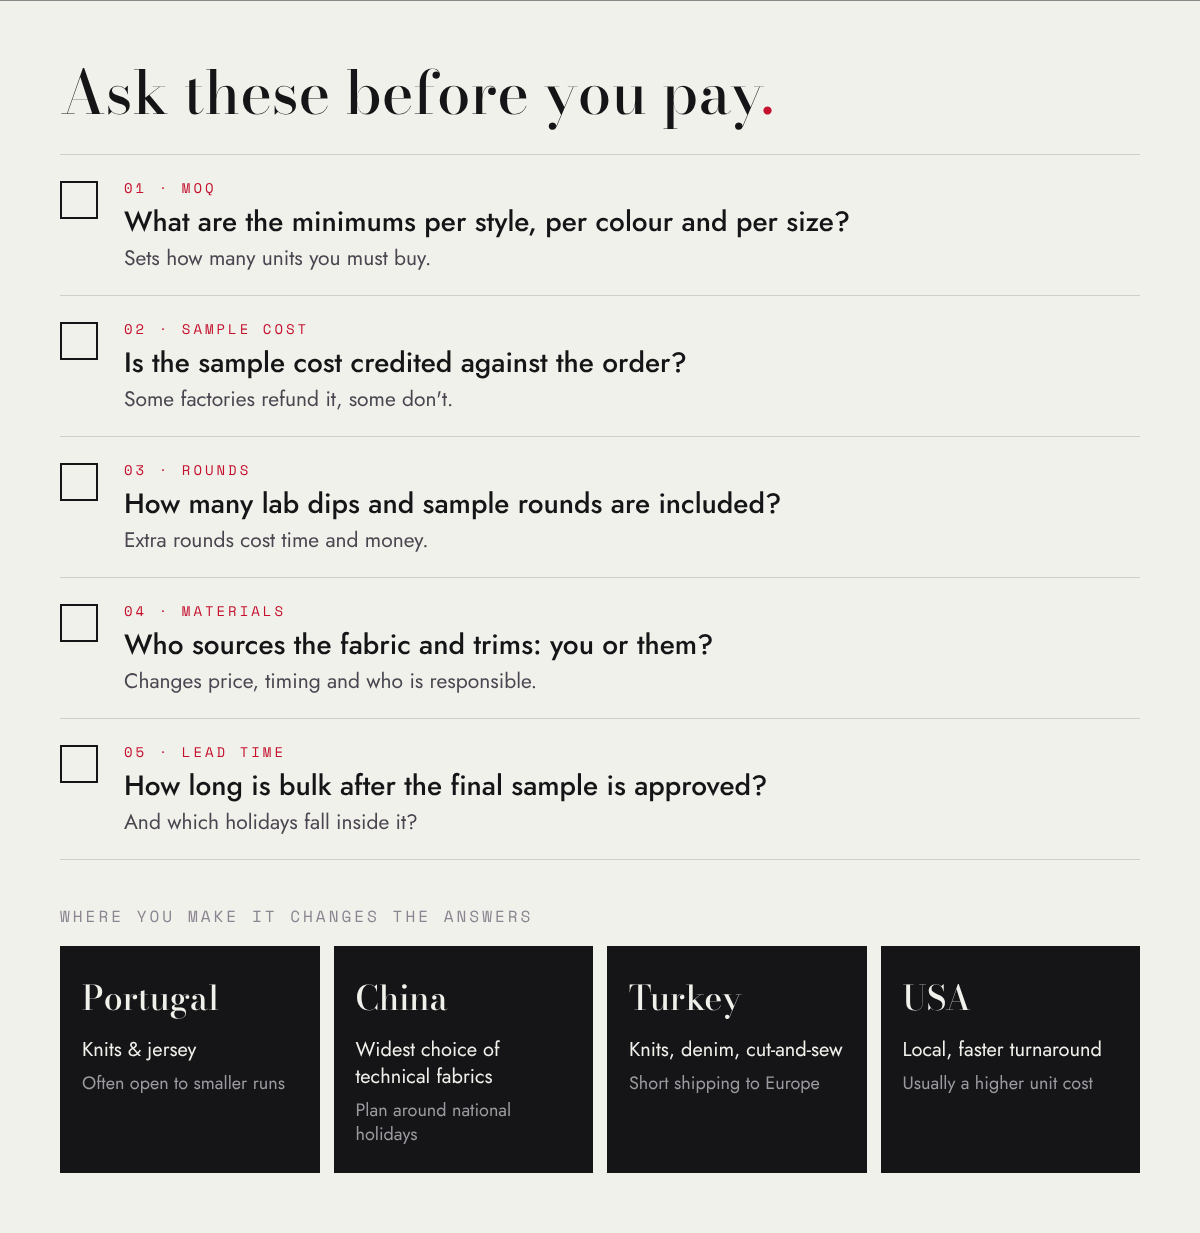 Ask these before you pay.
01 · MOQ
What are the minimums per style, per colour and per size?
Sets how many units you must buy.
02 · SAMPLE COST
Is the sample cost credited against the order?
Some factories refund it, some don't.
03 · ROUNDS
How many lab dips and sample rounds are included?
Extra rounds cost time and money.
04 · MATERIALS
Who sources the fabric and trims: you or them?
Changes price, timing and who is responsible.
05 · LEAD TIME
How long is bulk after the final sample is approved?
And which holidays fall inside it?
WHERE YOU MAKE IT CHANGES THE ANSWERS
Portugal
Knits & jersey
Often open to smaller runs
China
Widest choice of
technical fabrics
Plan around national
holidays
Turkey
Knits, denim, cut-and-sew
Short shipping to Europe
USA
Local, faster turnaround
Usually a higher unit cost